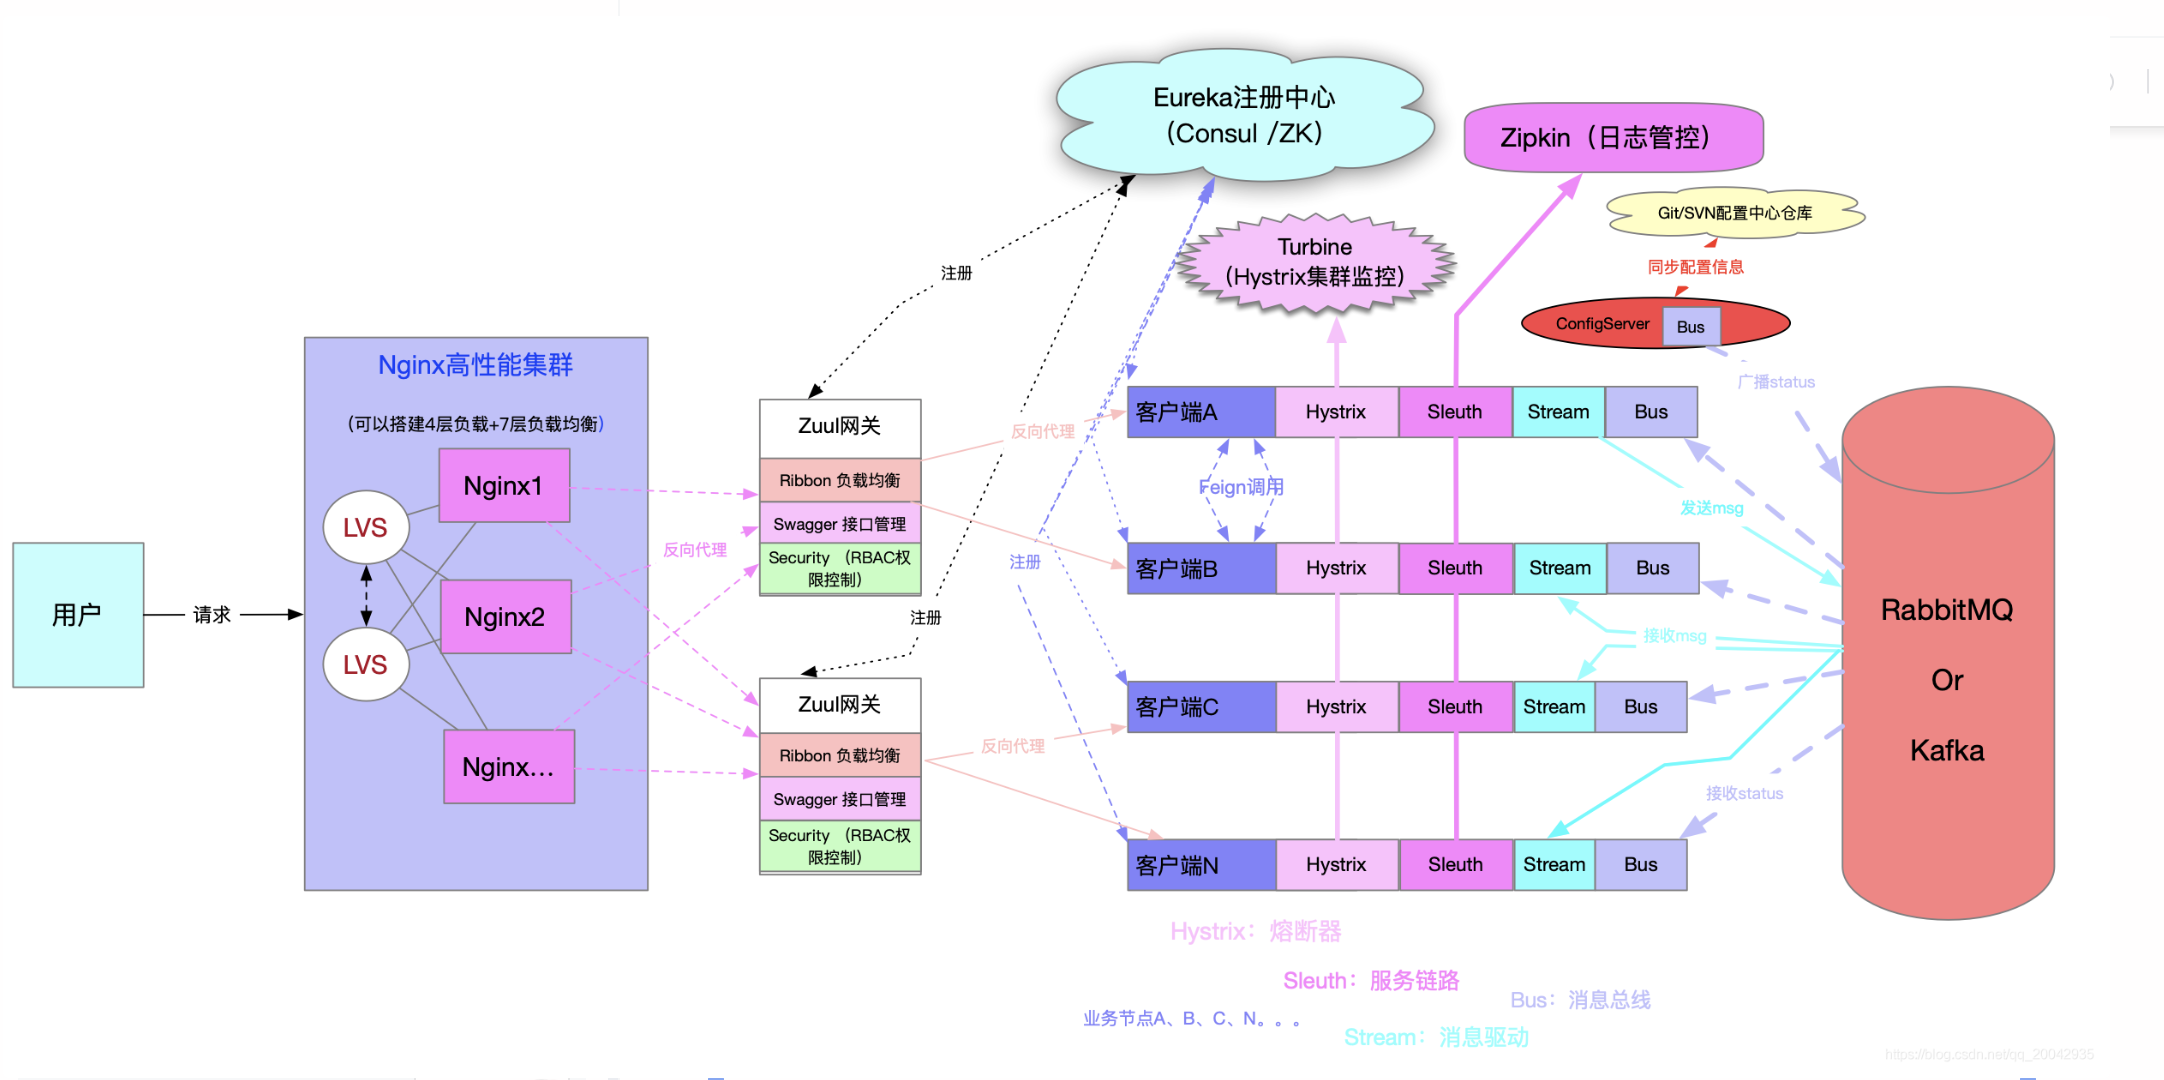 Eureka注册中心
（Consul /ZK）
Zipkin（日志管控）
Git/SVN配置中心仓库
同步配置信息
ConfigServer
Bus
广播status
Turbine
（Hystrix集群监控）
注册
Nginx高性能集群
（可以搭建4层负载+7层负载均衡）
Nginx1
LVS
Nginx2
LVS
Nginx...
用户
请求
反向代理
Zuul网关
Ribbon 负载均衡
Swagger 接口管理
Security （RBAC权
限控制）
注册
Zuul网关
Ribbon 负载均衡
Swagger 接口管理
Security （RBAC权
限控制）
反向代理
反向代理
注册
客户端A
Hystrix
Sleuth
Stream
Bus
Feign调用
发送msg
客户端B
Hystrix
Sleuth
Stream
Bus
接收msg
客户端C
Hystrix
Sleuth
Stream
Bus
接收status
客户端N
Hystrix
Sleuth
Stream
Bus
RabbitMQ
Or
Kafka
Hystrix：熔断器
Sleuth：服务链路
Bus：消息总线
业务节点A、B、C、N。。。
Stream：消息驱动
https://blog.csdn.net/qq_20042935